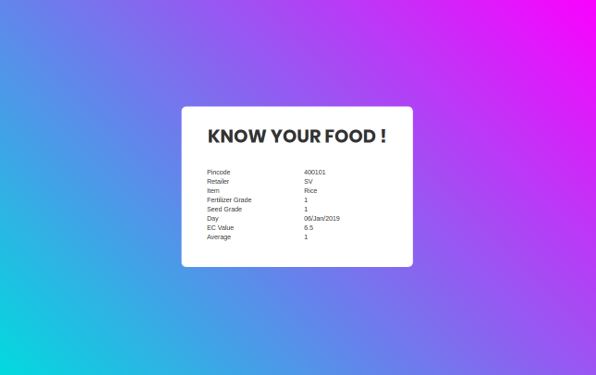 KNOW YOUR FOOD !
Pincode 400101
Retailer SV
Item Rice
Fertilizer Grade 1
Seed Grade 1
Day 06/Jan/2019
EC Value 6.5
Average 1